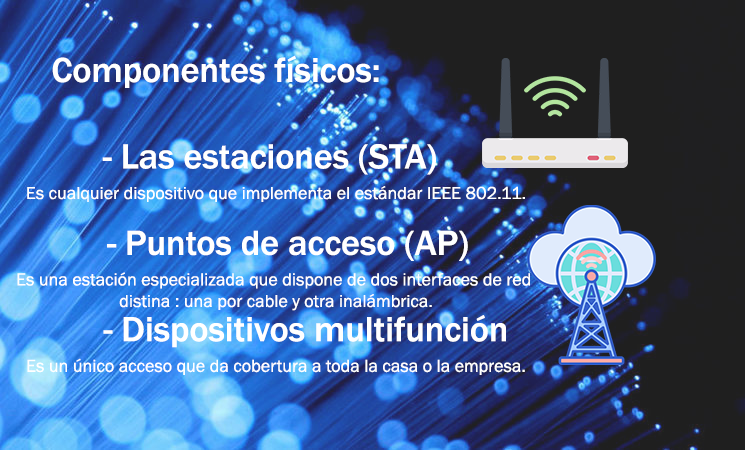 Componentes físicos:
- Las estaciones (STA)
Es cualquier dispositivo que implementa el estándar IEEE 802.11.
- Puntos de acceso (AP)
Es una estación especializada que dispone de dos interfaces de red
distina : una por cable y otra inalámbrica.
- Dispositivos multifunción
Es un único acceso que da cobertura a toda la casa o la empresa.